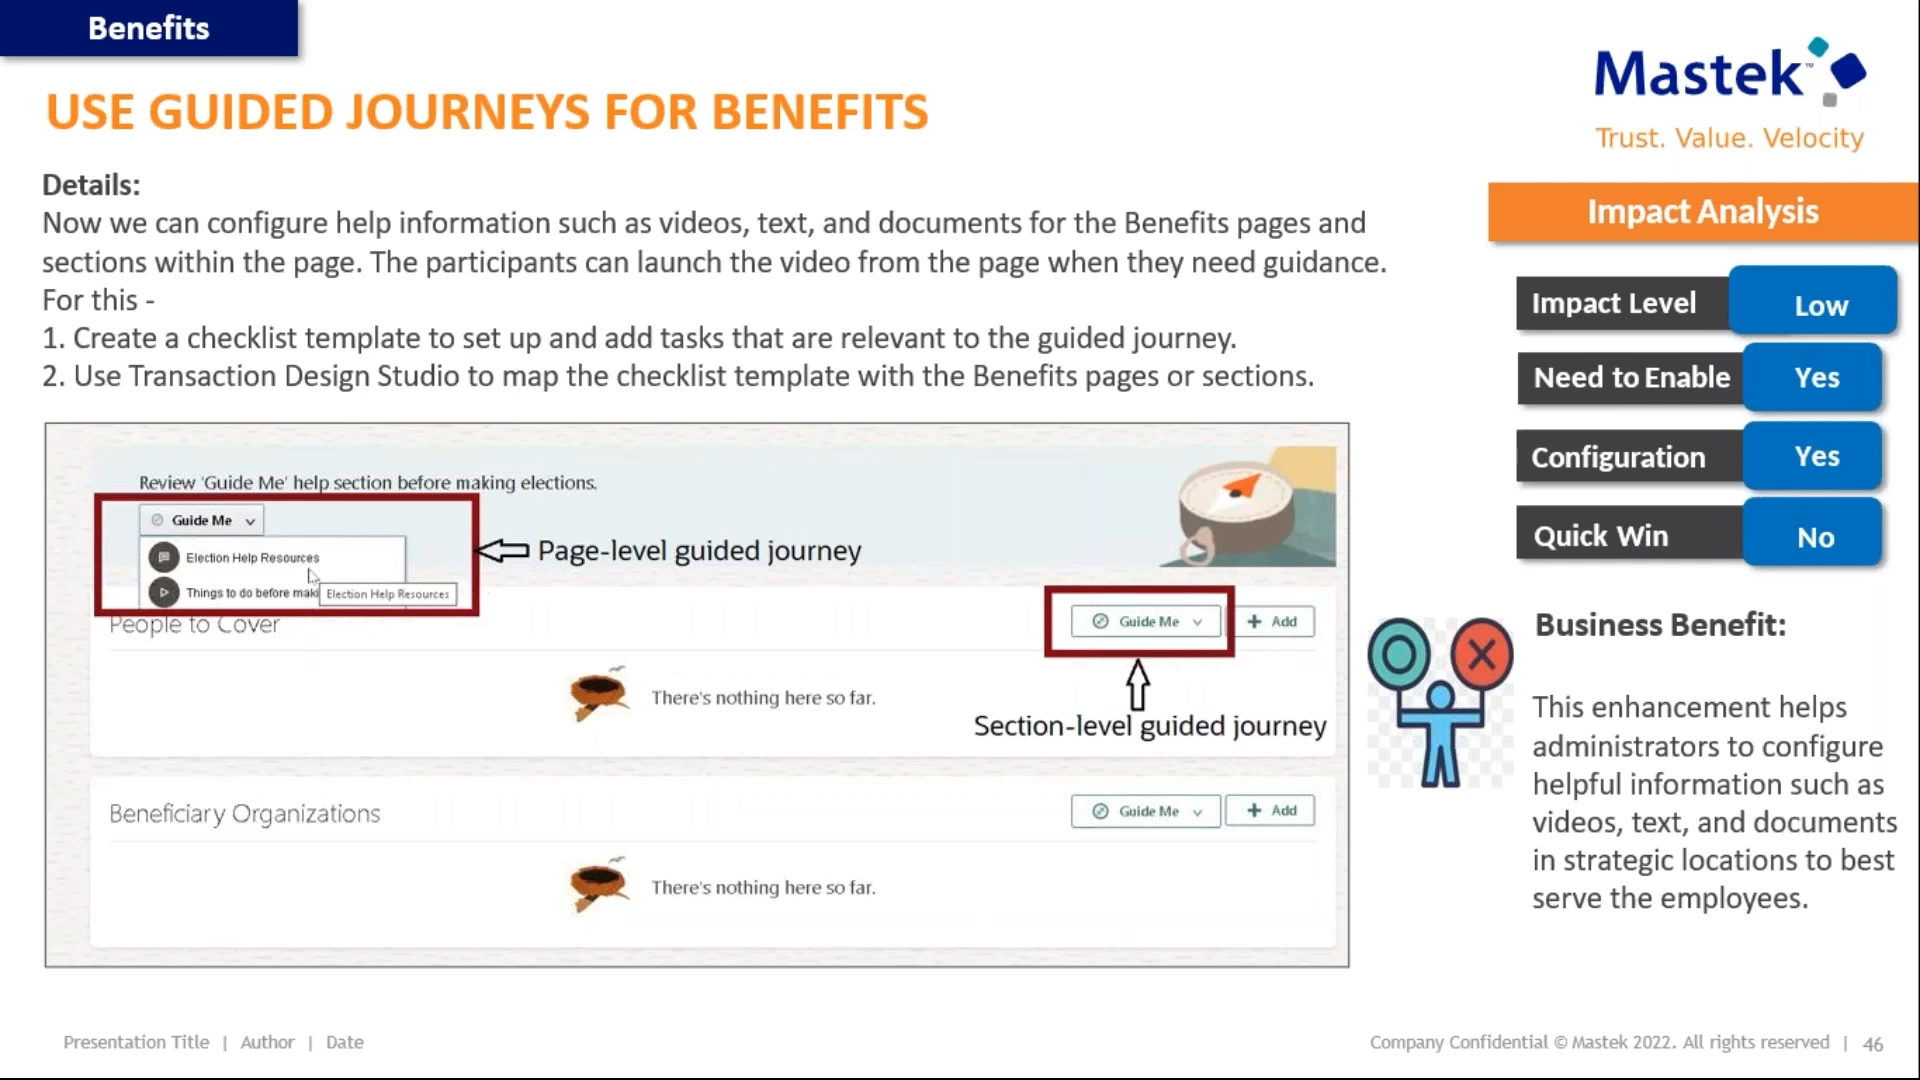 Benefits
Mastek™
Trust. Value. Velocity
USE GUIDED JOURNEYS FOR BENEFITS
Details:
Now we can configure help information such as videos, text, and documents for the Benefits pages and
sections within the page. The participants can launch the video from the page when they need guidance.
For this -
1. Create a checklist template to set up and add tasks that are relevant to the guided journey.
2. Use Transaction Design Studio to map the checklist template with the Benefits pages or sections.
Review 'Guide Me' help section before making elections.
Guide Me
Election Help Resources
Things to do before maki
Election Help Resources
Page-level guided journey
People to Cover
Guide Me
+ Add
There's nothing here so far.
Section-level guided journey
Beneficiary Organizations
Guide Me
+ Add
There's nothing here so far.
Impact Analysis
Impact Level Low
Need to Enable Yes
Configuration Yes
Quick Win No
Business Benefit:
This enhancement helps
administrators to configure
helpful information such as
videos, text, and documents
in strategic locations to best
serve the employees.
Presentation Title | Author | Date
Company Confidential © Mastek 2022. All rights reserved | 46